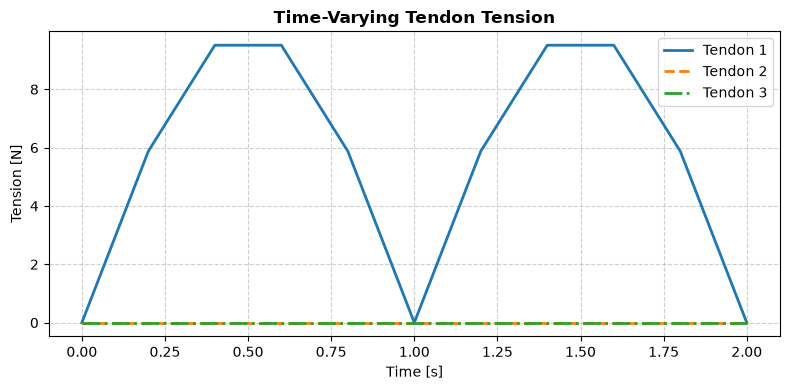 Time-Varying Tendon Tension
Tendon 1
Tendon 2
Tendon 3
Tension [N]
8
6
4
2
0
0.00 0.25 0.50 0.75 1.00 1.25 1.50 1.75 2.00
Time [s]